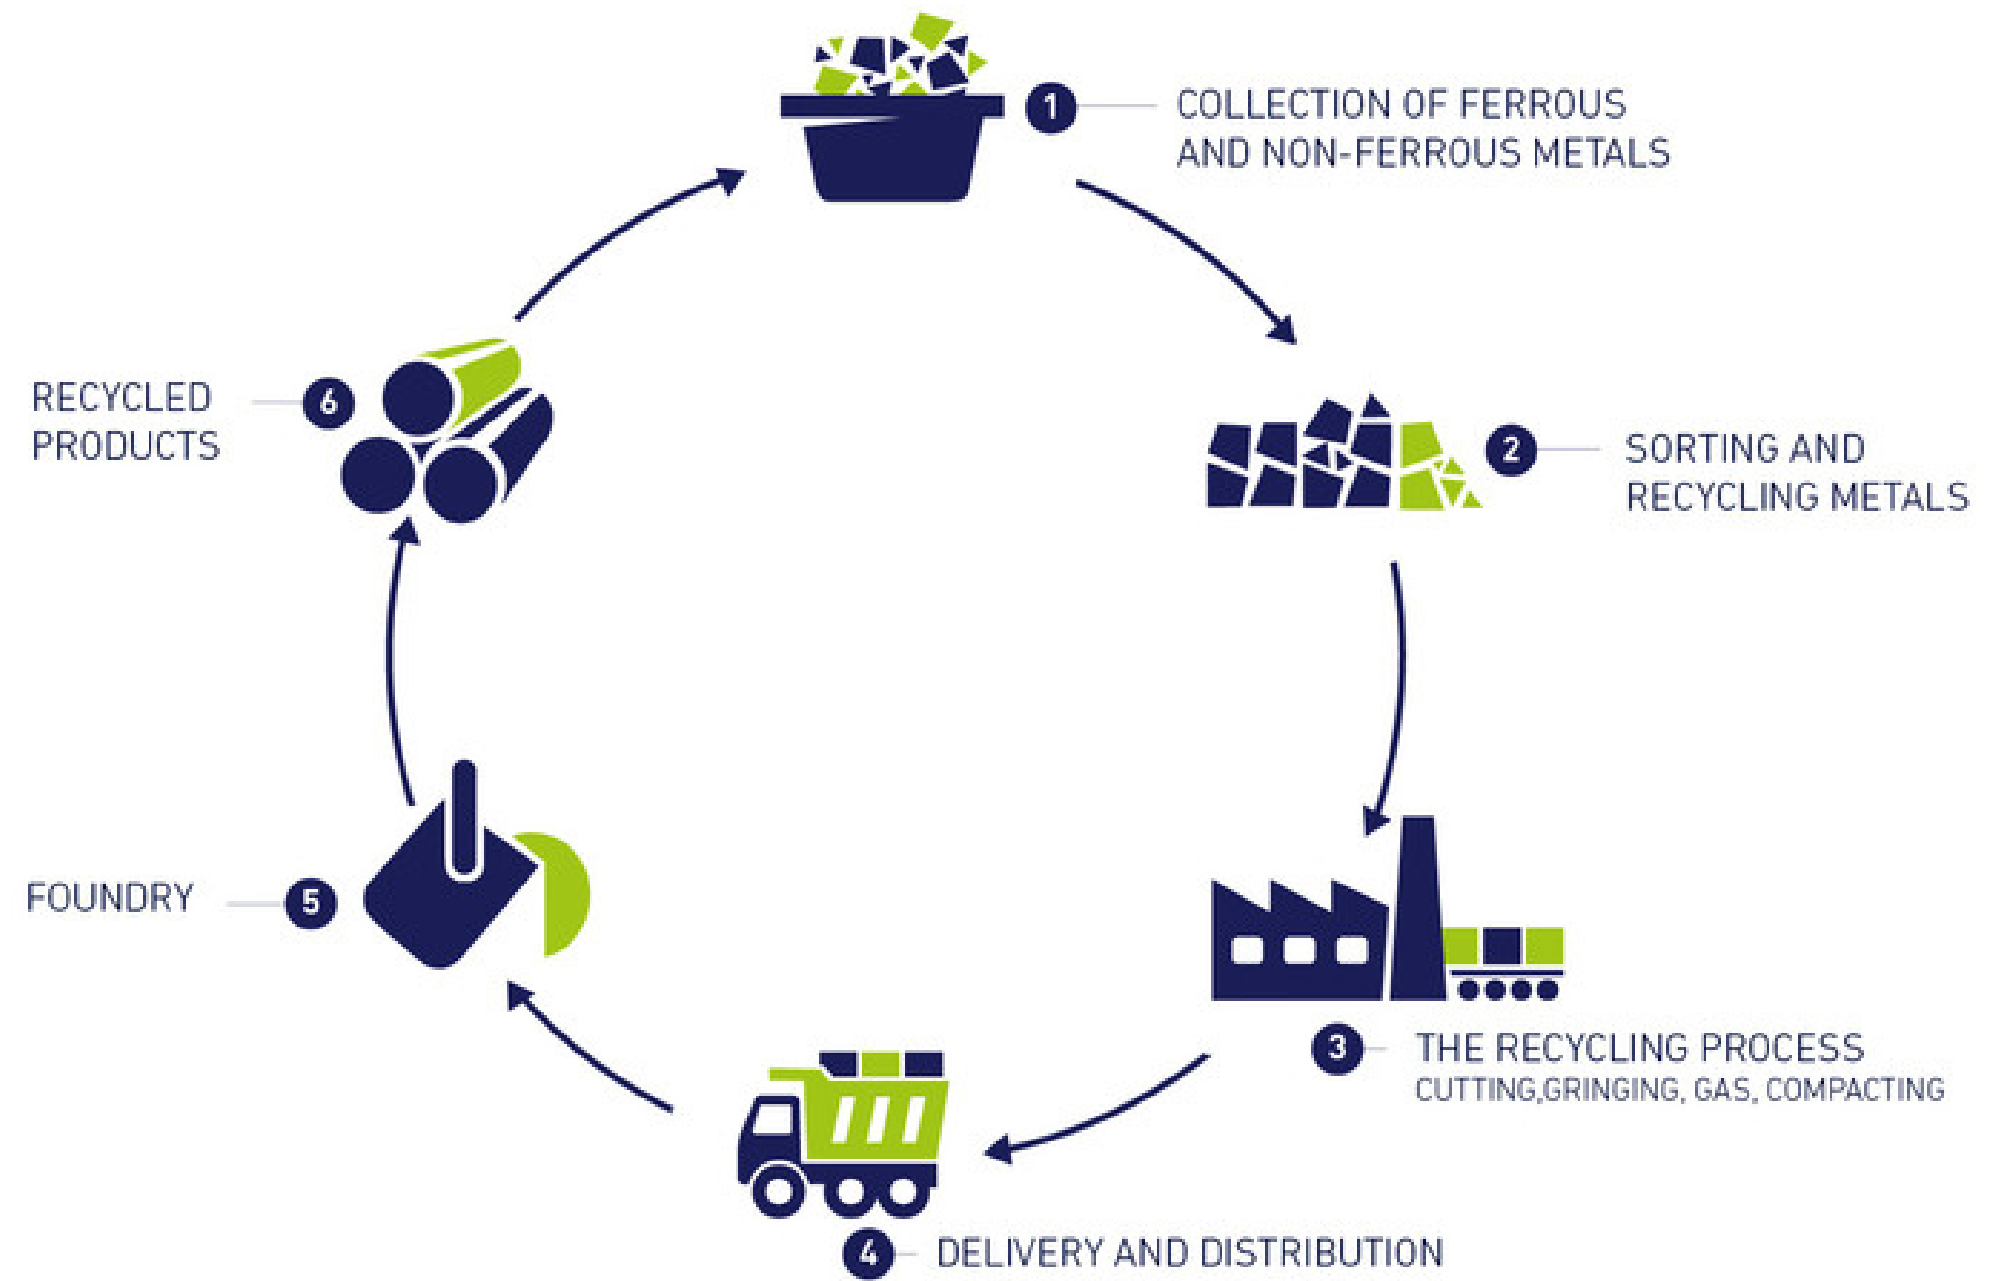 1
COLLECTION OF FERROUS
AND NON-FERROUS METALS
2
SORTING AND
RECYCLING METALS
3
THE RECYCLING PROCESS
CUTTING,GRINGING, GAS, COMPACTING
4
DELIVERY AND DISTRIBUTION
5
FOUNDRY
6
RECYCLED
PRODUCTS